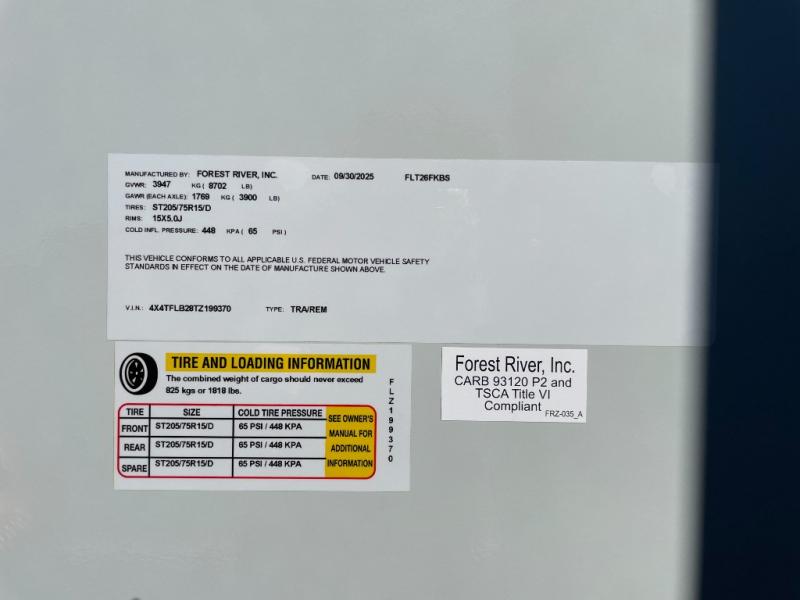 MANUFACTURED BY: FOREST RIVER, INC. DATE: 09/30/2025 FLT26FKBS
GVWR: 3947 KG ( 8702 LB)
GAWR (EACH AXLE): 1769 KG ( 3900 LB)
TIRES: ST205/75R15/D
RIMS: 15X5.0J
COLD INFL. PRESSURE: 448 KPA ( 65 PSI )
THIS VEHICLE CONFORMS TO ALL APPLICABLE U.S. FEDERAL MOTOR VEHICLE SAFETY
STANDARDS IN EFFECT ON THE DATE OF MANUFACTURE SHOWN ABOVE.
V.I.N.: 4X4TFLB28TZ199370 TYPE: TRA/REM
TIRE AND LOADING INFORMATION
The combined weight of cargo should never exceed
825 kgs or 1818 lbs.
TIRE SIZE COLD TIRE PRESSURE
FRONT ST205/75R15/D 65 PSI / 448 KPA
REAR ST205/75R15/D 65 PSI / 448 KPA
SPARE ST205/75R15/D 65 PSI / 448 KPA
SEE OWNER'S
MANUAL FOR
ADDITIONAL
INFORMATION
FLZ199370
Forest River, Inc.
CARB 93120 P2 and
TSCA Title VI
Compliant
FRZ-035_A